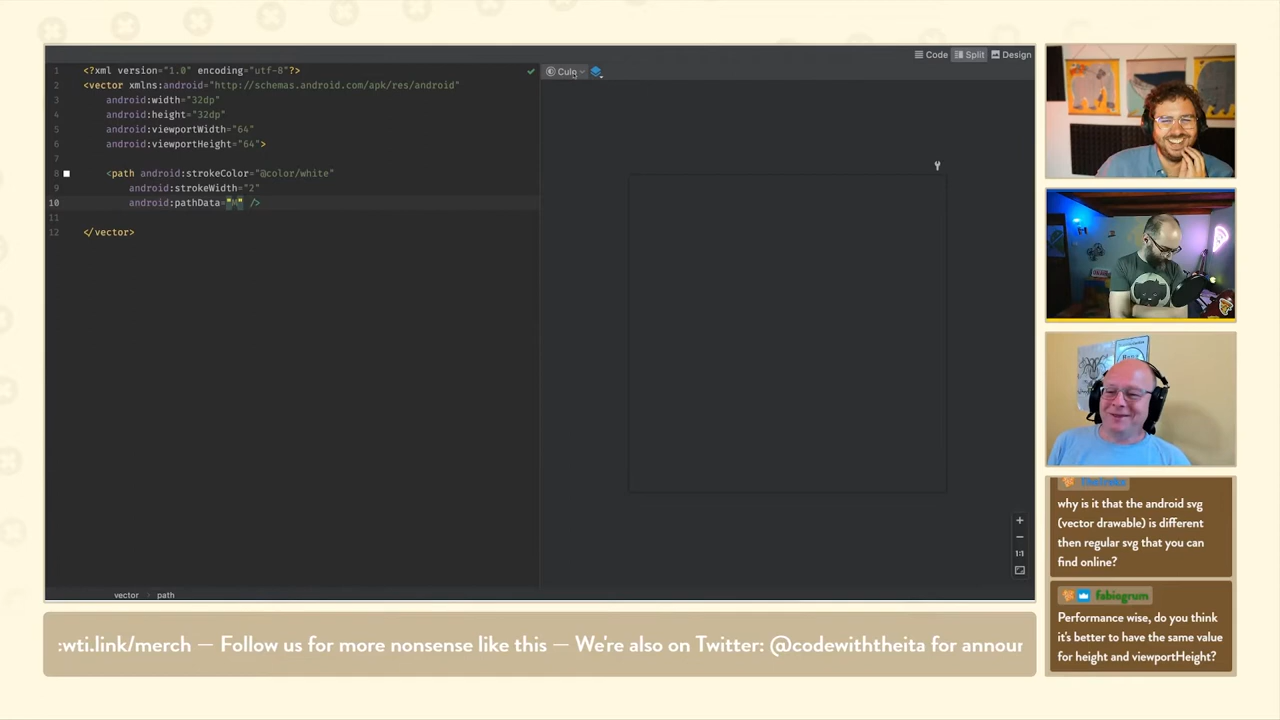 Code Split Design
1 <?xml version="1.0" encoding="utf-8"?>
2 <vector xmlns:android="http://schemas.android.com/apk/res/android"
3 android:width="32dp"
4 android:height="32dp"
5 android:viewportWidth="64"
6 android:viewportHeight="64">
7
8 <path android:strokeColor="@color/white"
9 android:strokeWidth="2"
10 android:pathData="M" />
11
12 </vector>
Culo
1:1
vector › path
:wti.link/merch — Follow us for more nonsense like this — We're also on Twitter: @codewiththeita for announ
why is it that the android svg
(vector drawable) is different
then regular svg that you can
find online?
fabiogrum
Performance wise, do you think
it's better to have the same value
for height and viewportHeight?